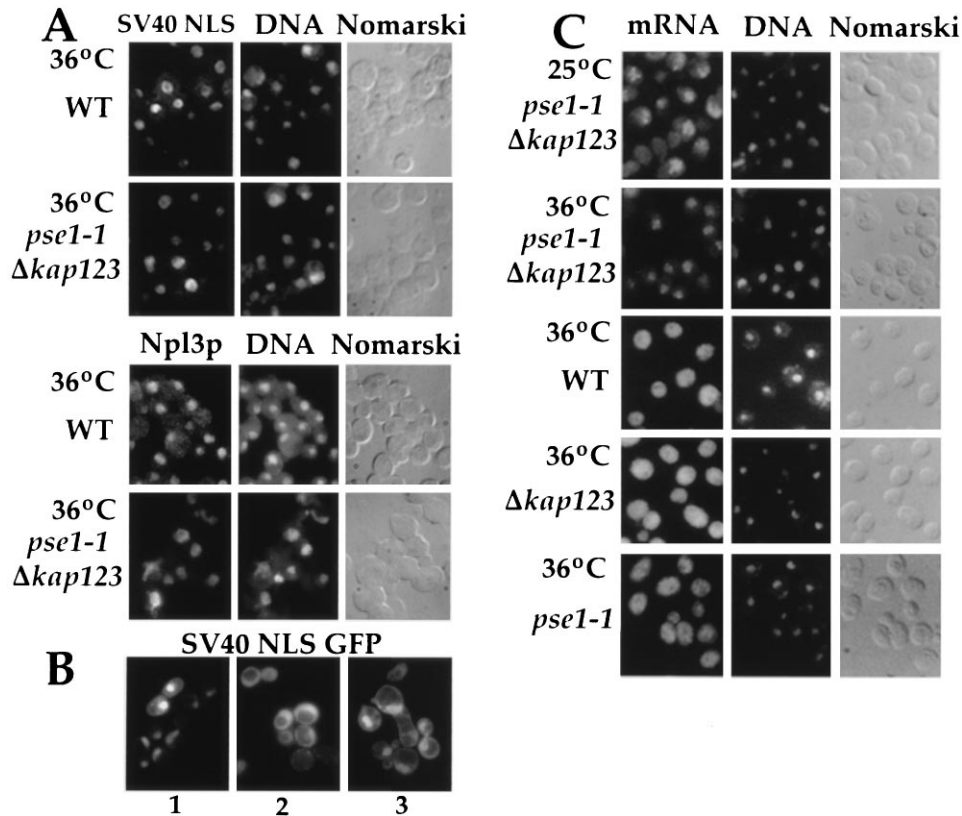 A
SV40 NLS DNA Nomarski
36°C
WT
36°C
pse1-1
Δkap123
Npl3p DNA Nomarski
36°C
WT
36°C
pse1-1
Δkap123
B
SV40 NLS GFP
1 2 3
C
mRNA DNA Nomarski
25°C
pse1-1
Δkap123
36°C
pse1-1
Δkap123
36°C
WT
36°C
Δkap123
36°C
pse1-1